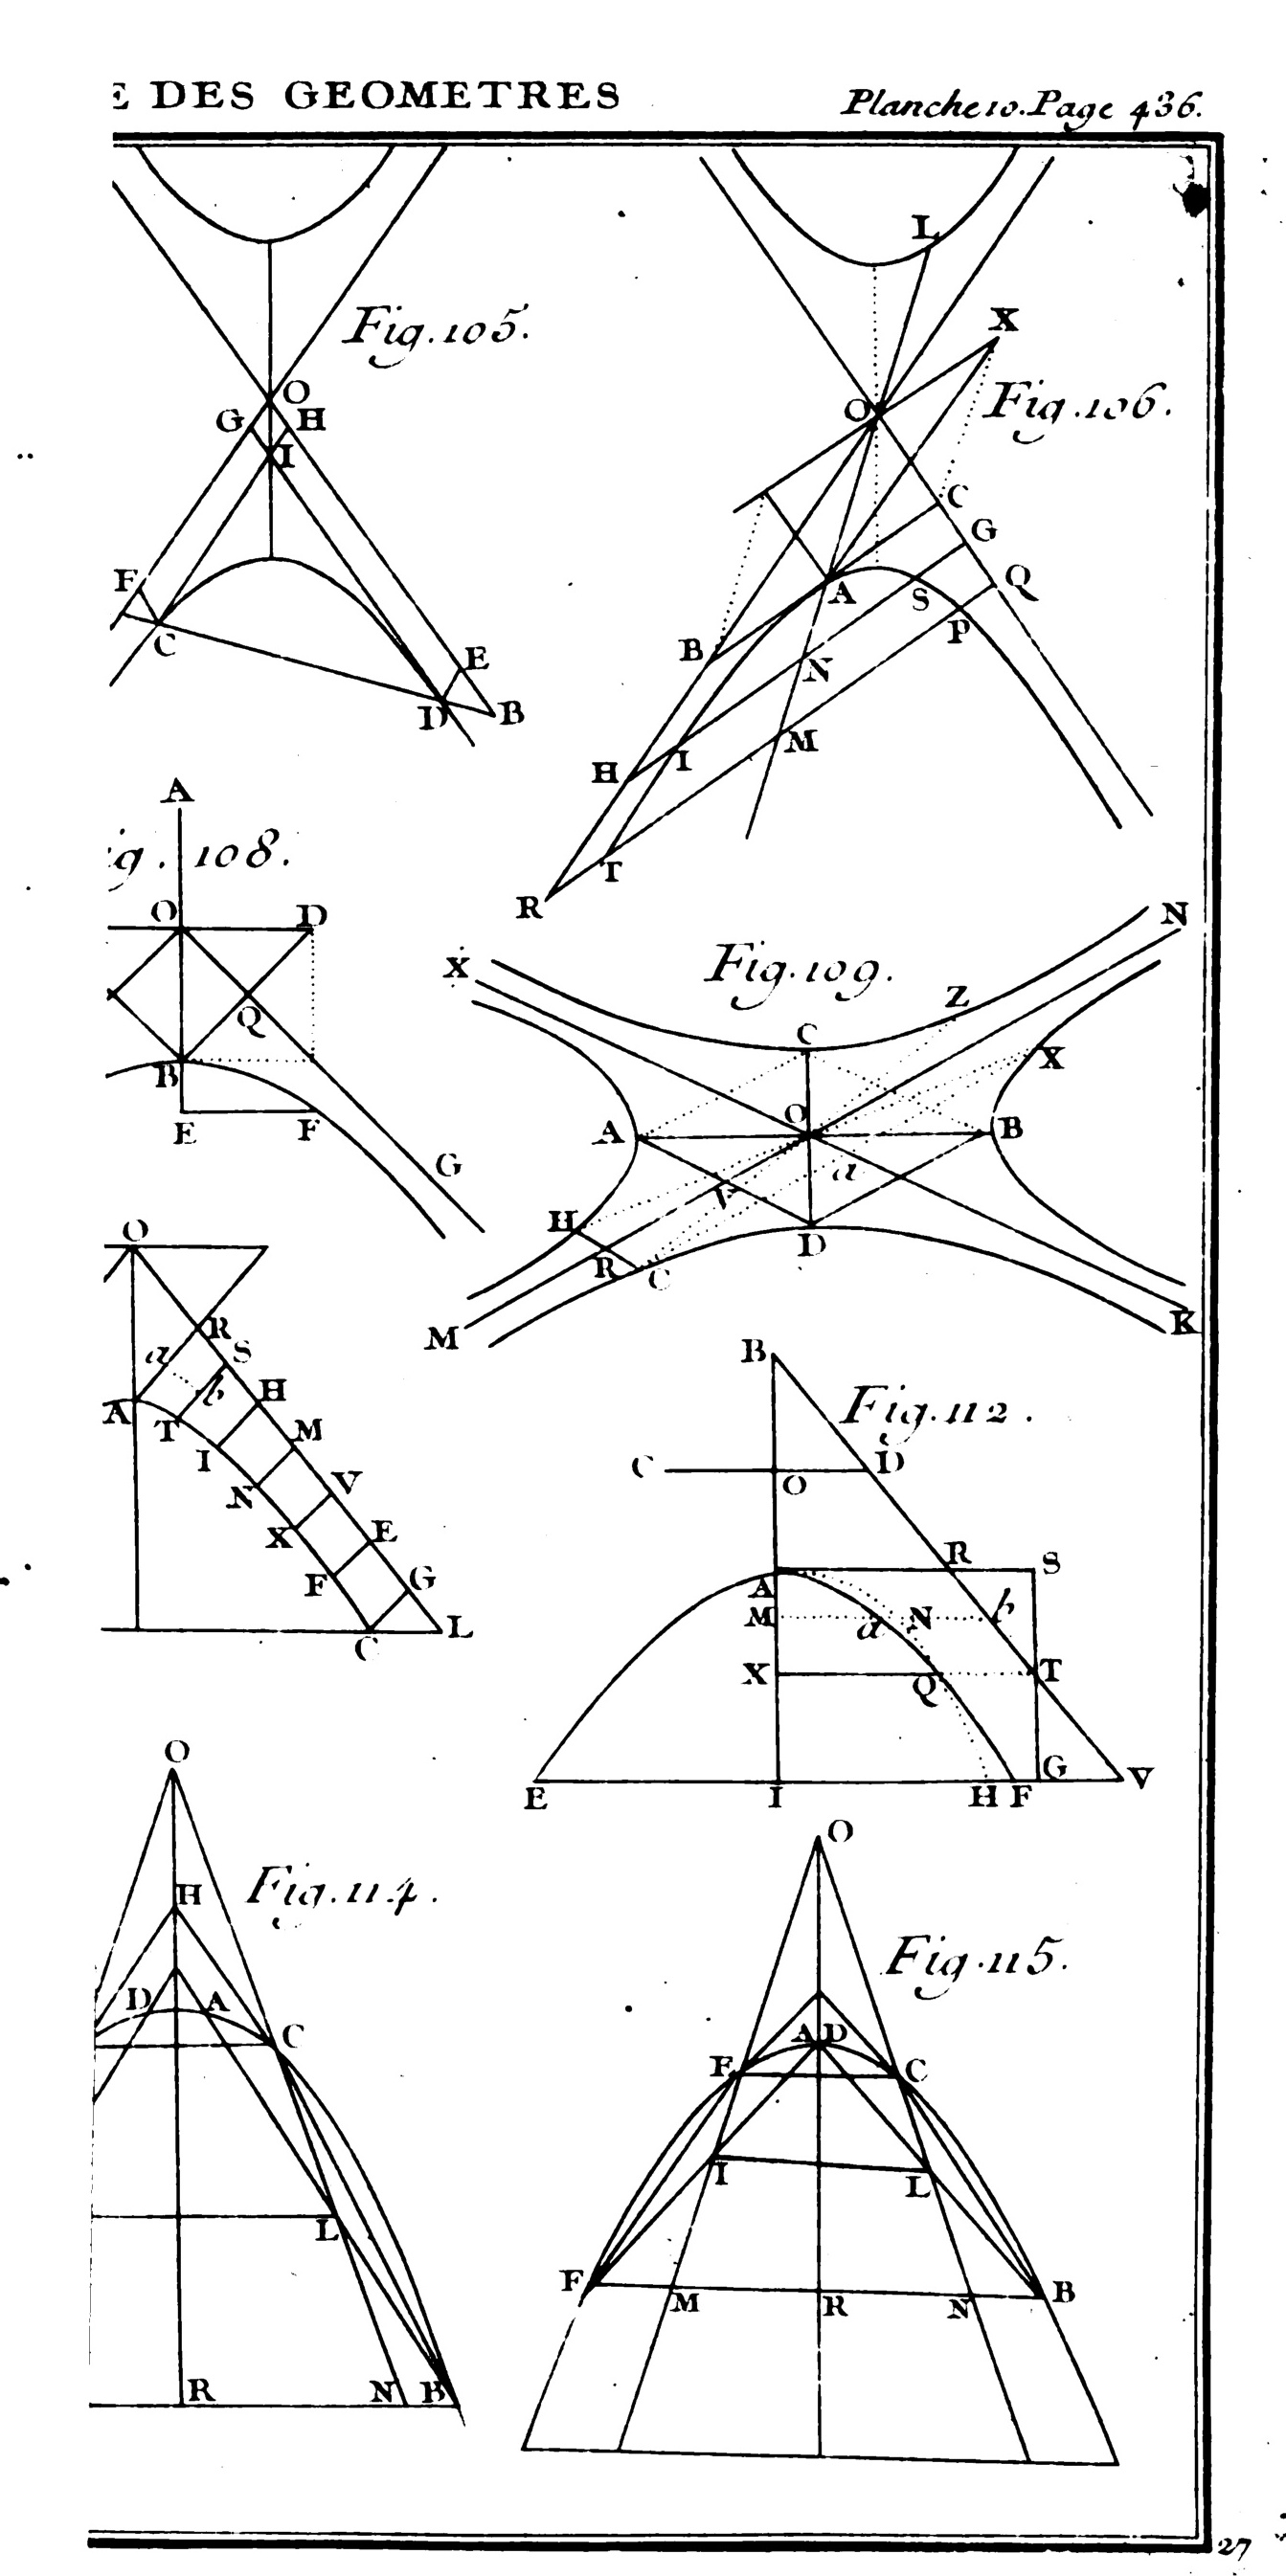 DES GEOMETRES Planche 10. Page 436.
L
X
Fig. 105.
O
G H
I
F
C
E
D B
Fig. 106.
O
C
G
Q
A S
P
B
N
M
H I
T
R
A
108.
O D
Q
B
E F
G
N
X
Fig. 109.
Z
C
X
O
A B
a
V
H
D
R C
M K
O
R
a S
b H
A T M
I
N V
X E
F G
C L
B
Fig. 112.
C O D
R S
A
M a N b
X Q T
E I H F G V
O
H
Fig. 114.
D A
C
L
R N B
O
Fig. 115.
A D
E C
I L
F M R N B
27